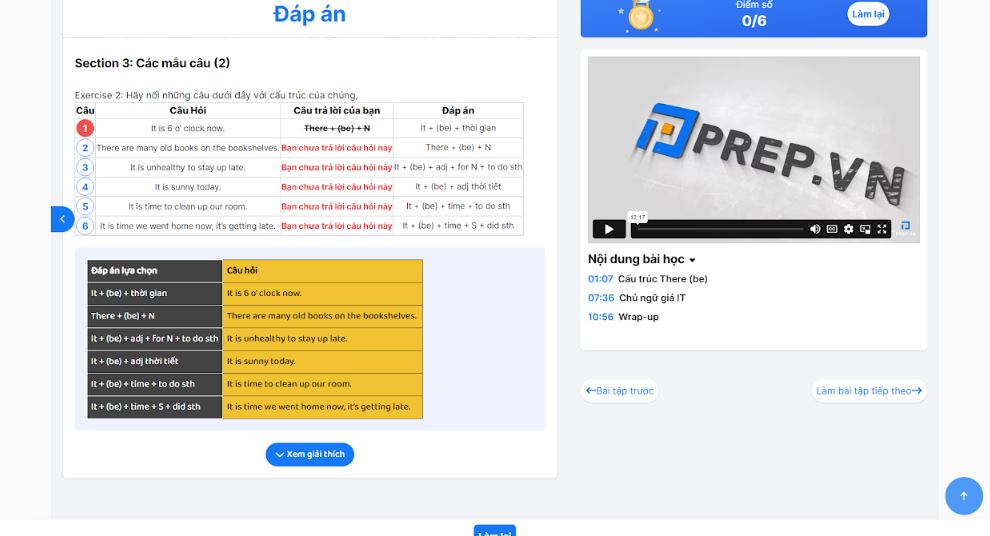 Đáp án
Điểm số
0/6
Làm lại
Section 3: Các mẫu câu (2)
Exercise 2: Hãy nối những câu dưới đây với cấu trúc của chúng,
Câu Câu Hỏi Câu trả lời của bạn Đáp án
1 It is 6 o' clock now. There + (be) + N It + (be) + thời gian
2 There are many old books on the bookshelves. Bạn chưa trả lời câu hỏi này There + (be) + N
3 It is unhealthy to stay up late. Bạn chưa trả lời câu hỏi này It + (be) + adj + for N + to do sth
4 It is sunny today. Bạn chưa trả lời câu hỏi này It + (be) + adj thời tiết
5 It is time to clean up our room. Bạn chưa trả lời câu hỏi này It + (be) + time + to do sth
6 It is time we went home now, it's getting late. Bạn chưa trả lời câu hỏi này It + (be) + time + S + did sth
Đáp án lựa chọn Câu hỏi
It + (be) + thời gian It is 6 o' clock now.
There + (be) + N There are many old books on the bookshelves.
It + (be) + adj + for N + to do sth It is unhealthy to stay up late.
It + (be) + adj thời tiết It is sunny today.
It + (be) + time + to do sth It is time to clean up our room.
It + (be) + time + S + did sth It is time we went home now, it's getting late.
Xem giải thích
PREP.VN
12:17
Nội dung bài học
01:07 Cấu trúc There (be)
07:36 Chủ ngữ giả IT
10:56 Wrap-up
Bài tập trước
Làm bài tập tiếp theo
Làm lại